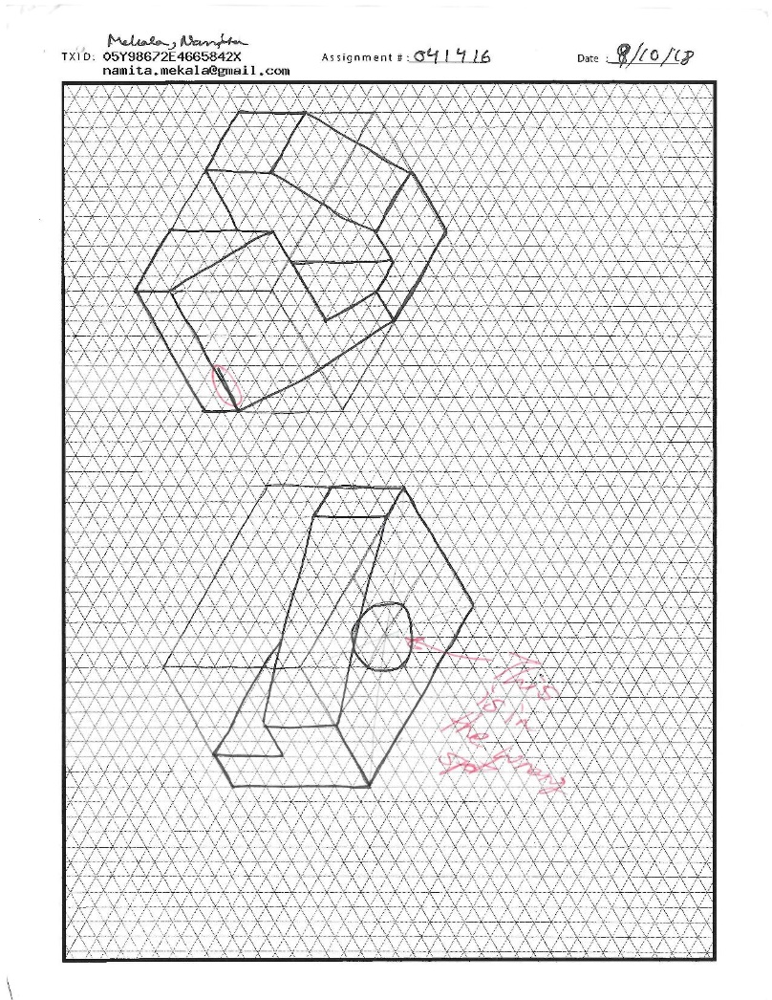 Mekala, Namita
TXID: 05Y98672E4665842X Assignment #: 041416 Date: 8/10/18
namita.mekala@gmail.com
This
is in
the wrong
spot